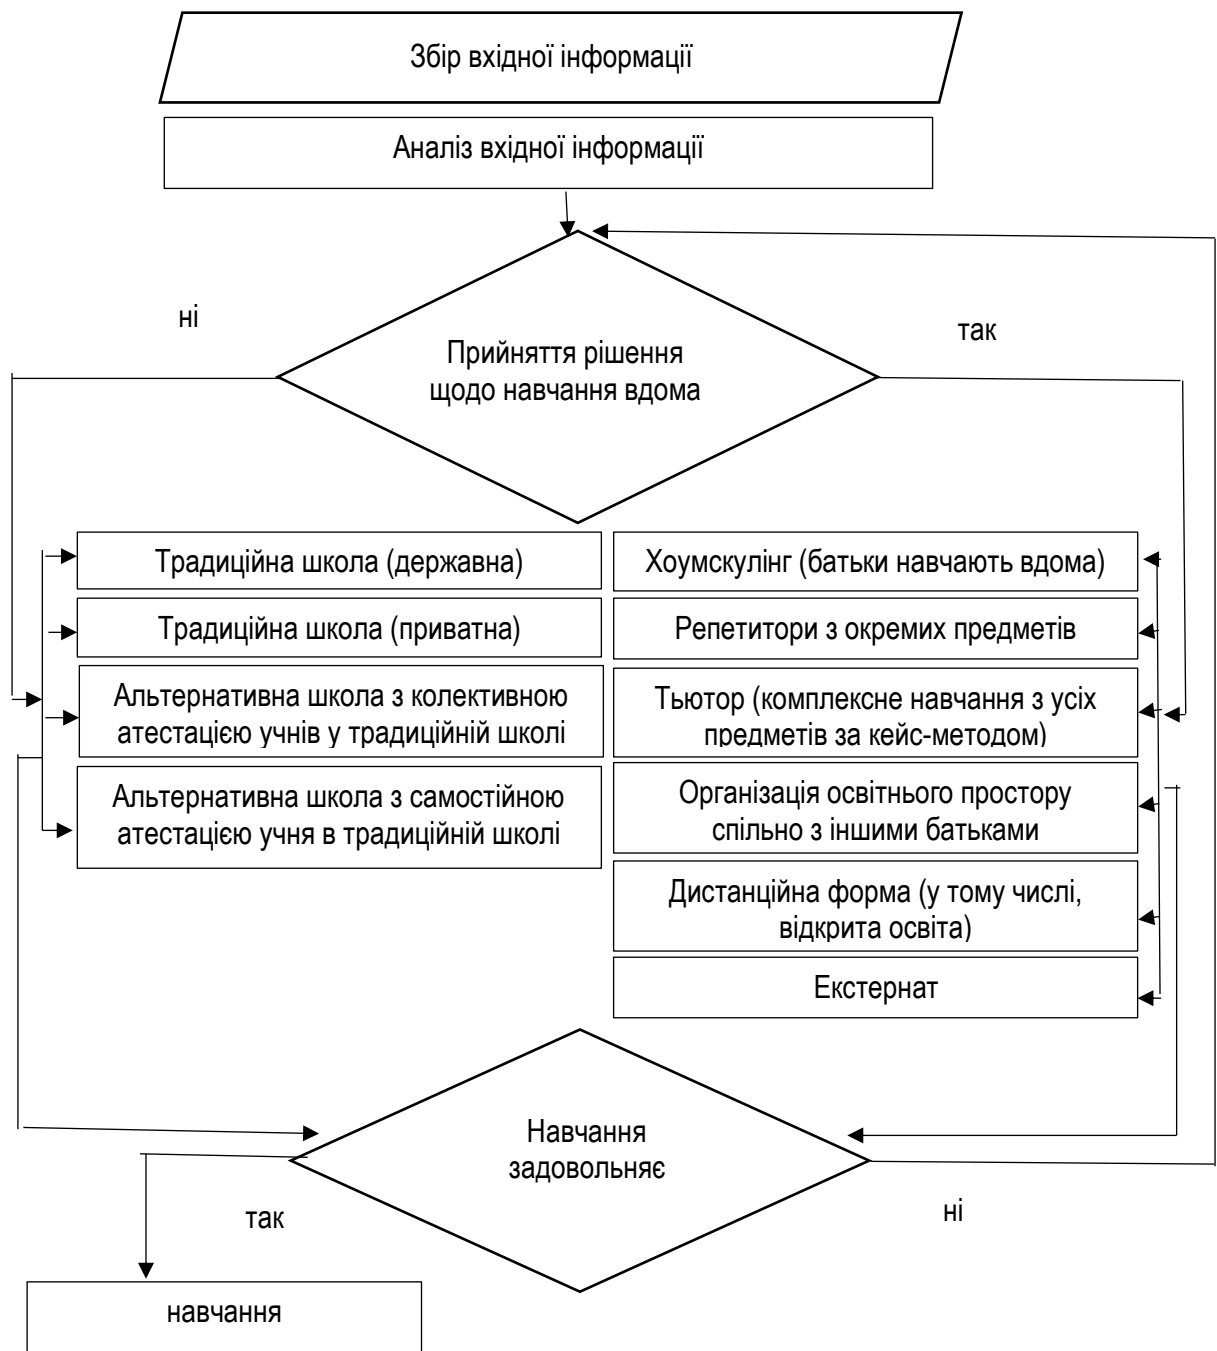 Збір вхідної інформації
Аналіз вхідної інформації
ні
так
Прийняття рішення
щодо навчання вдома
Традиційна школа (державна)
Традиційна школа (приватна)
Альтернативна школа з колективною
атестацією учнів у традиційній школі
Альтернативна школа з самостійною
атестацією учня в традиційній школі
Хоумскулінг (батьки навчають вдома)
Репетитори з окремих предметів
Тьютор (комплексне навчання з усіх
предметів за кейс-методом)
Організація освітнього простору
спільно з іншими батьками
Дистанційна форма (у тому числі,
відкрита освіта)
Екстернат
Навчання
задовольняє
так
ні
навчання